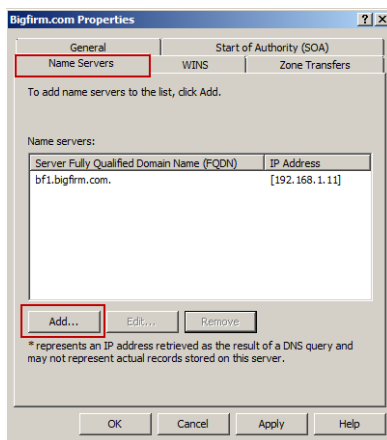 Bigfirm.com Properties
General
Start of Authority (SOA)
Name Servers
WINS
Zone Transfers
To add name servers to the list, click Add.
Name servers:
Server Fully Qualified Domain Name (FQDN)
IP Address
bf1.bigfirm.com.
[192.168.1.11]
Add...
Edit...
Remove
* represents an IP address retrieved as the result of a DNS query and
may not represent actual records stored on this server.
OK
Cancel
Apply
Help